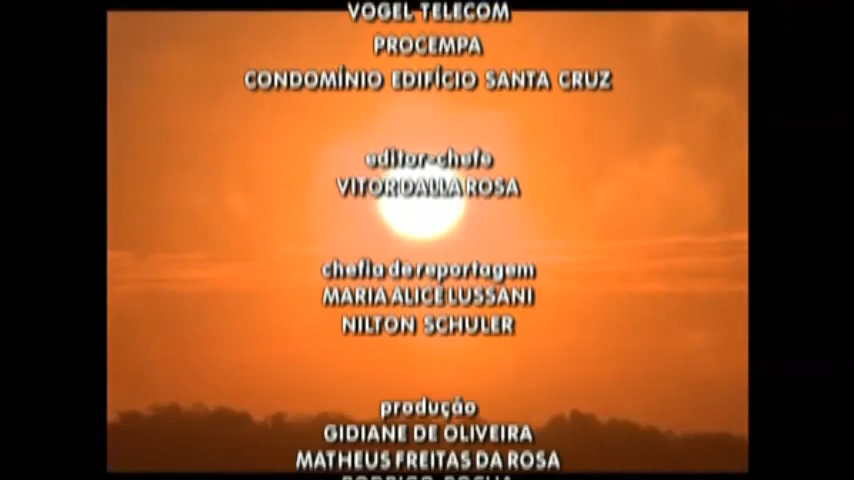 VOGEL TELECOM
PROCEMPA
CONDOMÍNIO EDIFÍCIO SANTA CRUZ
editor-chefe
VITOR DALLA ROSA
chefia de reportagem
MARIA ALICE LUSSANI
NILTON SCHULER
produção
GIDIANE DE OLIVEIRA
MATHEUS FREITAS DA ROSA